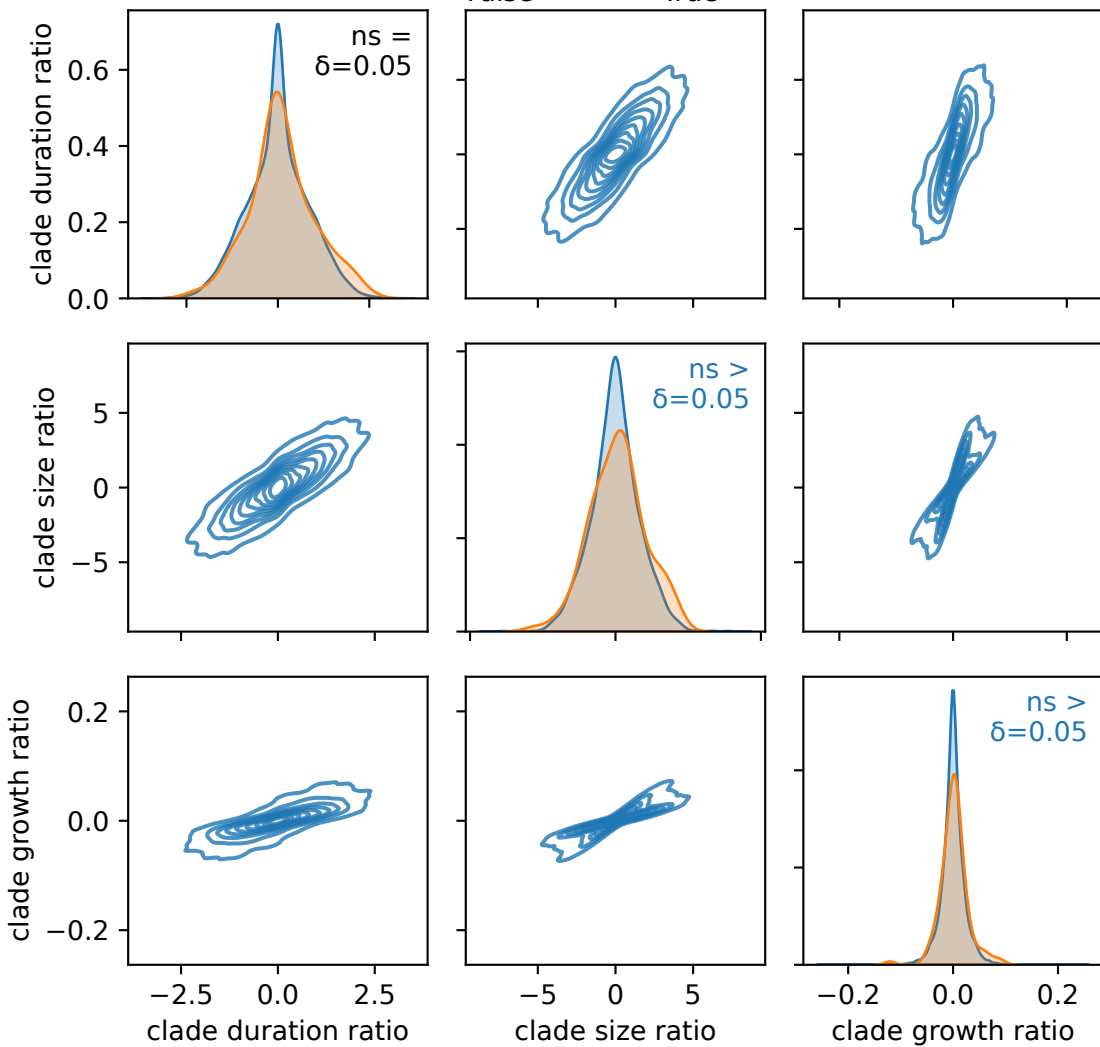 clade duration ratio
0.6
0.4
0.2
0.0
ns =
δ=0.05
clade size ratio
5
0
−5
ns >
δ=0.05
clade growth ratio
0.2
0.0
−0.2
ns >
δ=0.05
−2.5 0.0 2.5
−5 0 5
−0.2 0.0 0.2
clade duration ratio
clade size ratio
clade growth ratio